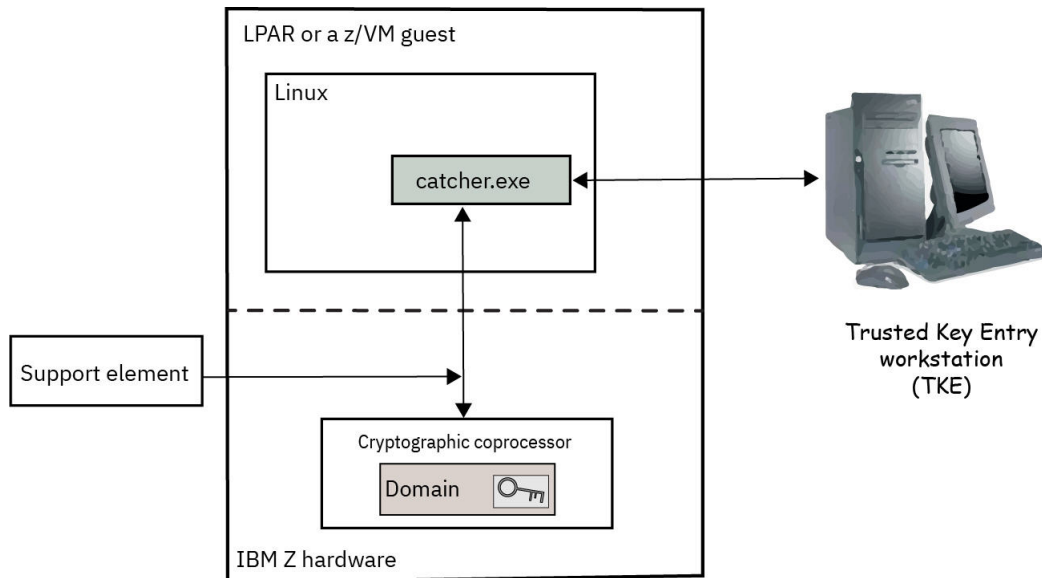 LPAR or a z/VM guest
Linux
catcher.exe
Trusted Key Entry
workstation
(TKE)
Support element
Cryptographic coprocessor
Domain
IBM Z hardware